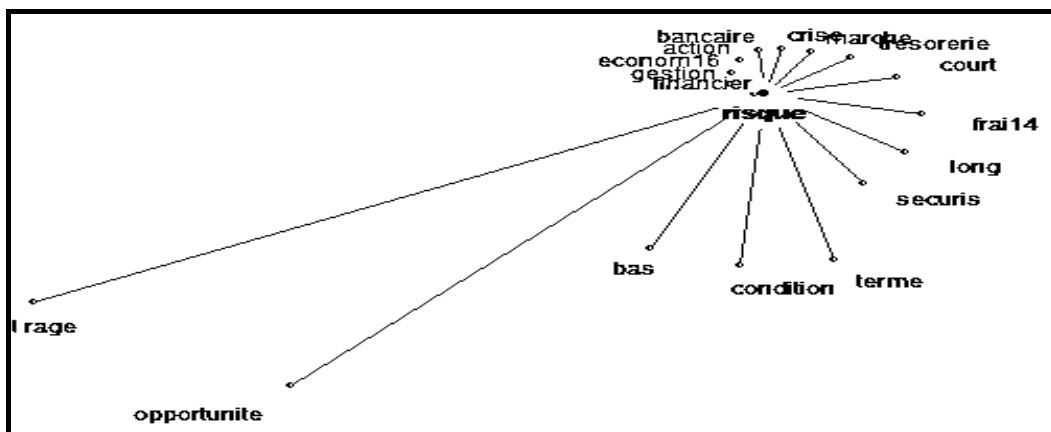 bancaire
crise
marche
tresorerie
action
econom16
court
gestion
financier
risque
frai14
long
securis
bas
condition
terme
rage
opportunite